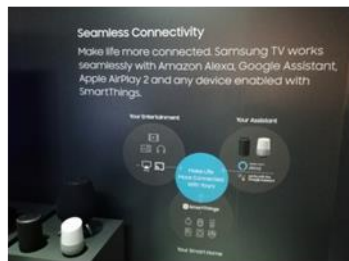 Seamless Connectivity
Make life more connected. Samsung TV works
seamlessly with Amazon Alexa, Google Assistant,
Apple AirPlay 2 and any device enabled with
SmartThings.
Your Entertainment
Your Assistant
Make Life
More Connected
With Yours
SmartThings
Your Smart Home